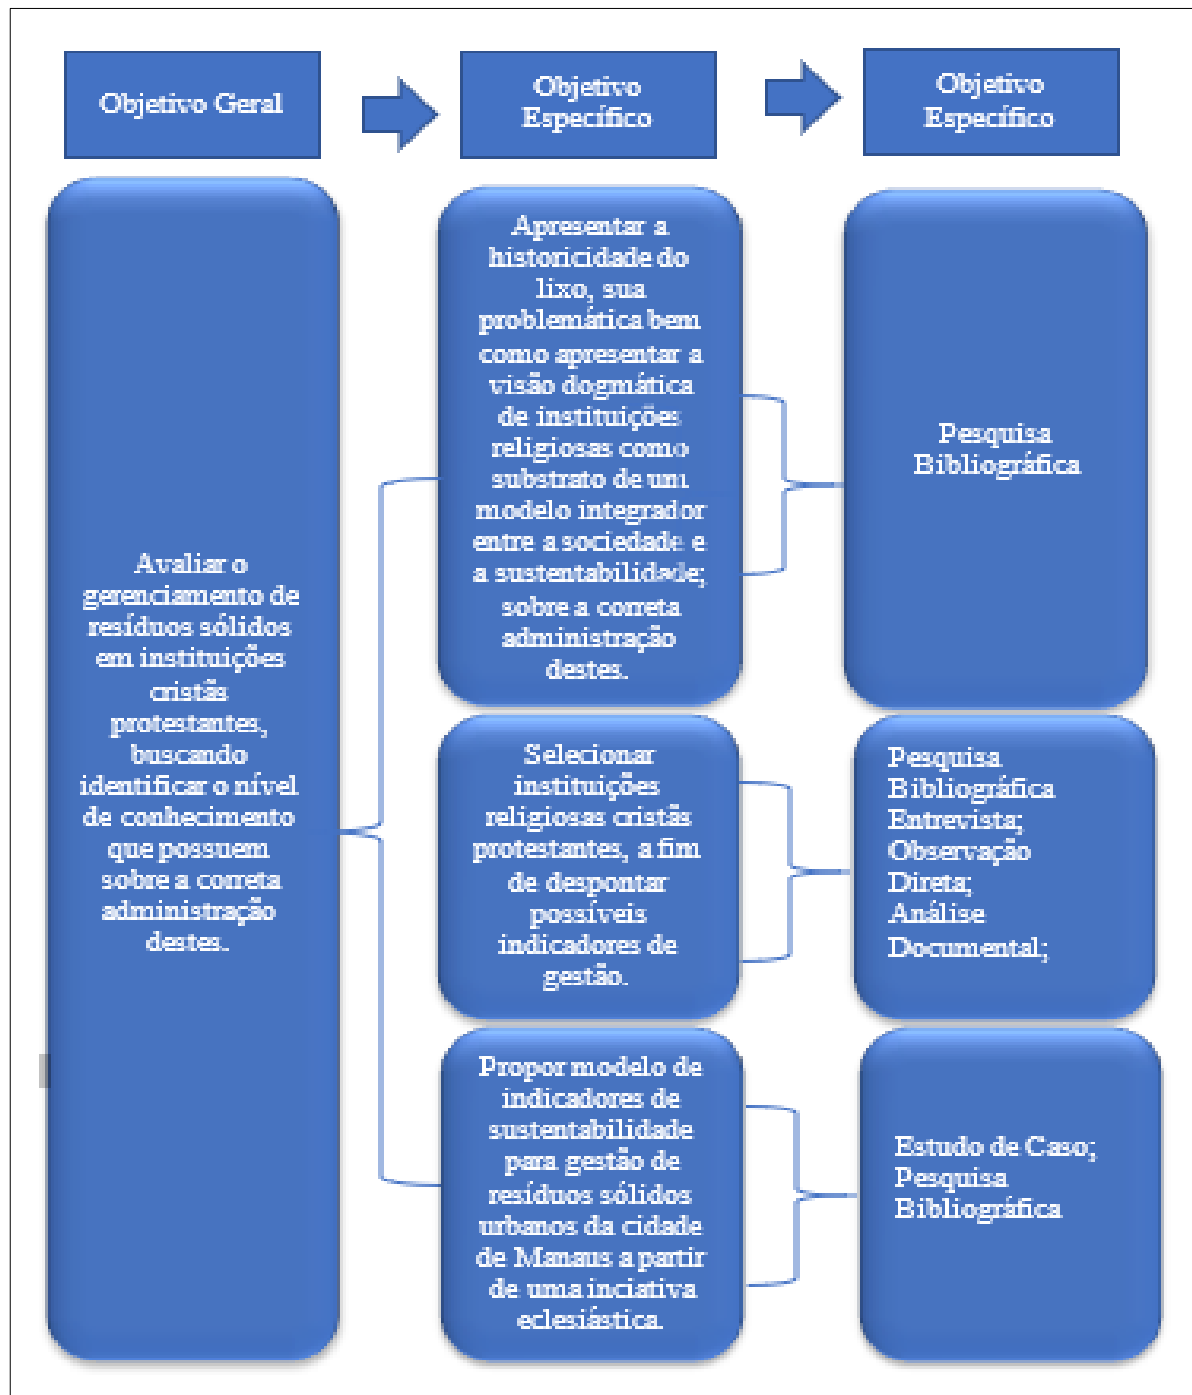 Objetivo Geral
Objetivo
Específico
Objetivo
Específico
Avaliar o
gerenciamento de
resíduos sólidos
em instituições
cristãs
protestantes,
buscando
identificar o nível
de conhecimento
que possuem
sobre a correta
administração
destes.
Apresentar a
historicidade do
lixo, sua
problemática bem
como apresentar a
visão dogmática
de instituições
religiosas como
substrato de um
modelo integrador
entre a sociedade e
a sustentabilidade;
sobre a correta
administração
destes.
Pesquisa
Bibliográfica
Selecionar
instituições
religiosas cristãs
protestantes, a fim
de despontar
possíveis
indicadores de
gestão.
Pesquisa
Bibliográfica
Entrevista;
Observação
Direta;
Análise
Documental;
Propor modelo de
indicadores de
sustentabilidade
para gestão de
resíduos sólidos
urbanos da cidade
de Manaus a partir
de uma inciativa
eclesiástica.
Estudo de Caso;
Pesquisa
Bibliográfica